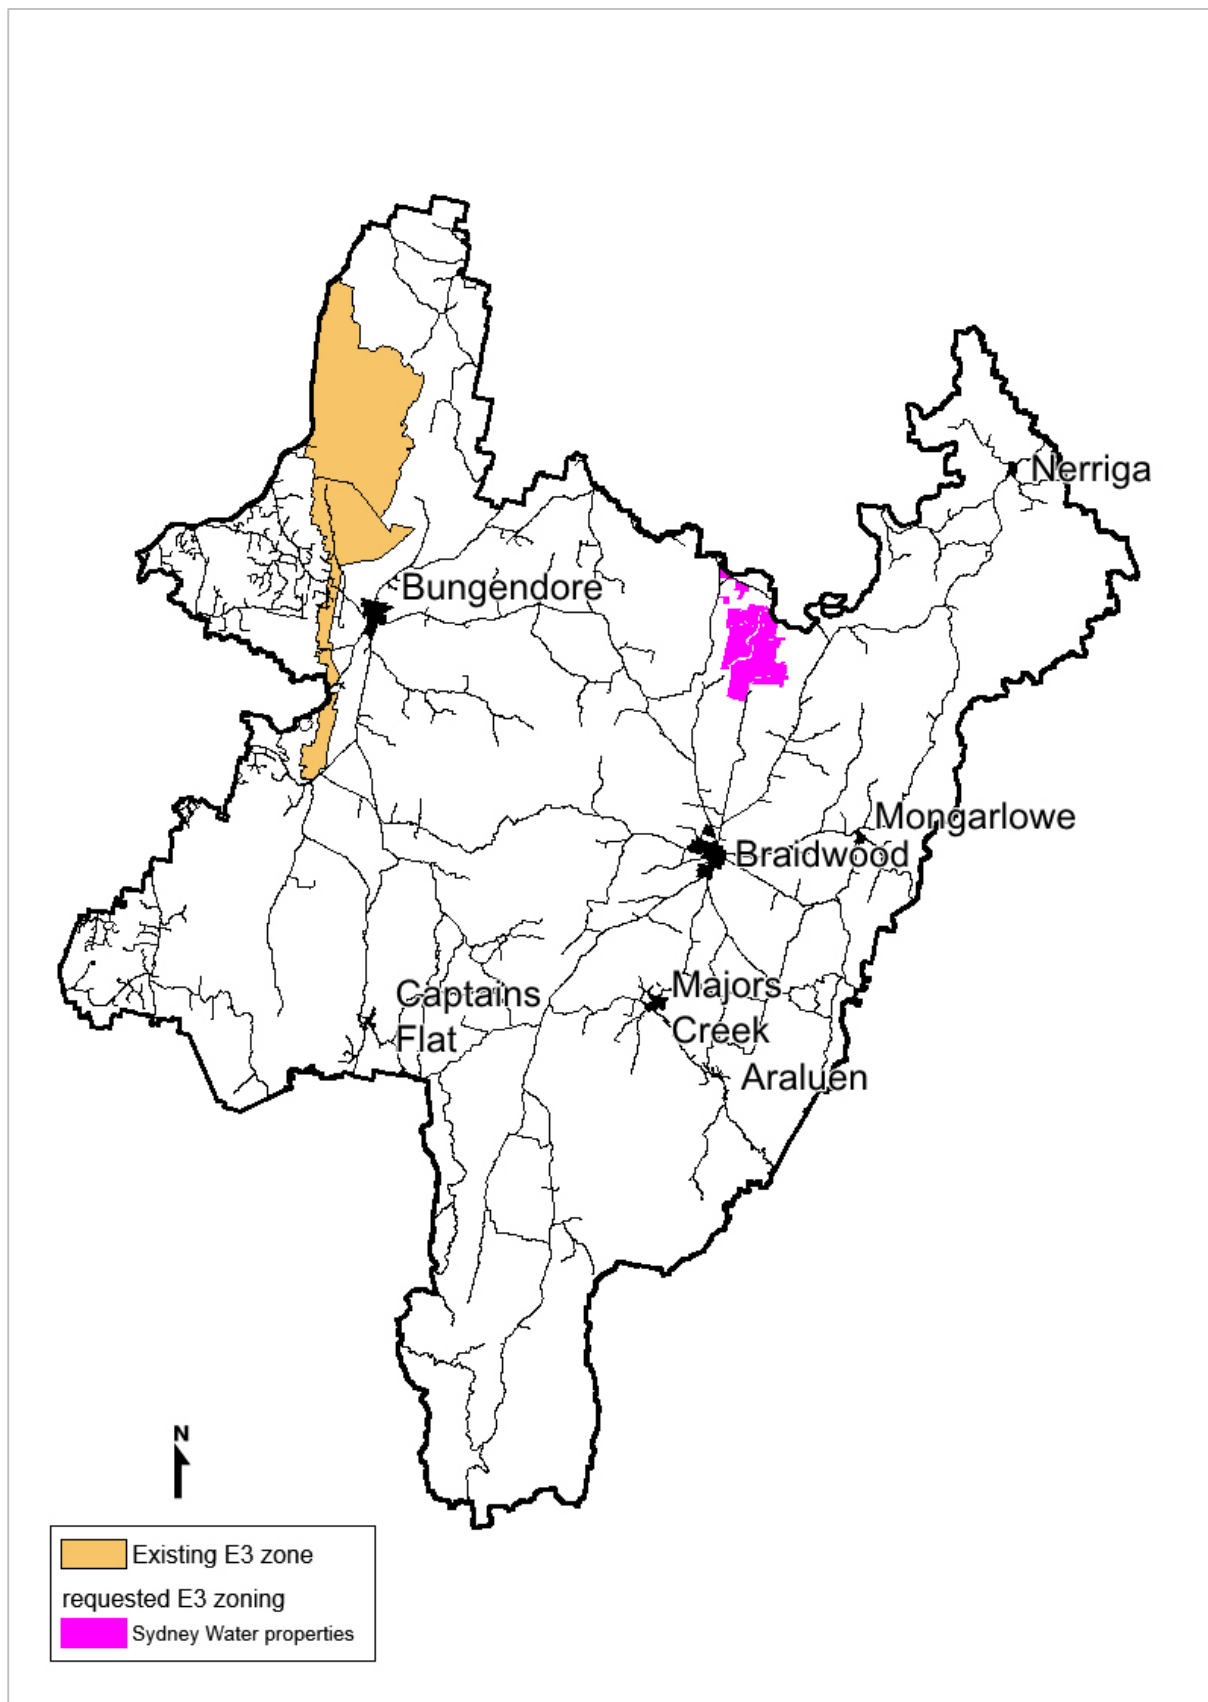 Nerriga
Bungendore
Mongarlowe
Braidwood
Captains
Flat
Majors
Creek
Araluen
N
Existing E3 zone
requested E3 zoning
Sydney Water properties